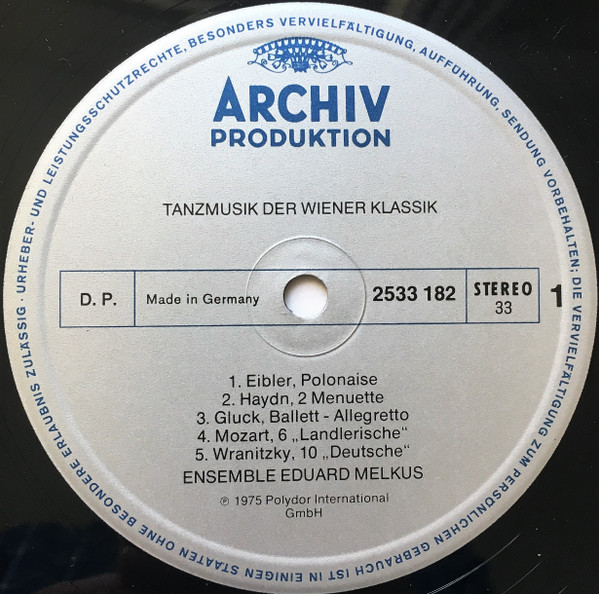 URHEBER- UND LEISTUNGSSCHUTZRECHTE, BESONDERS VERVIELFÄLTIGUNG, AUFFÜHRUNG, SENDUNG VORBEHALTEN; DIE VERVIELFÄLTIGUNG ZUM PERSÖNLICHEN GEBRAUCH IST IN EINIGEN STAATEN OHNE BESONDERE ERLAUBNIS ZULÄSSIG ·
ARCHIV
PRODUKTION
TANZMUSIK DER WIENER KLASSIK
D. P. Made in Germany 2533 182 STEREO 1
33
1. Eibler, Polonaise
2. Haydn, 2 Menuette
3. Gluck, Ballett - Allegretto
4. Mozart, 6 „Landlerische“
5. Wranitzky, 10 „Deutsche“
ENSEMBLE EDUARD MELKUS
℗ 1975 Polydor International
GmbH